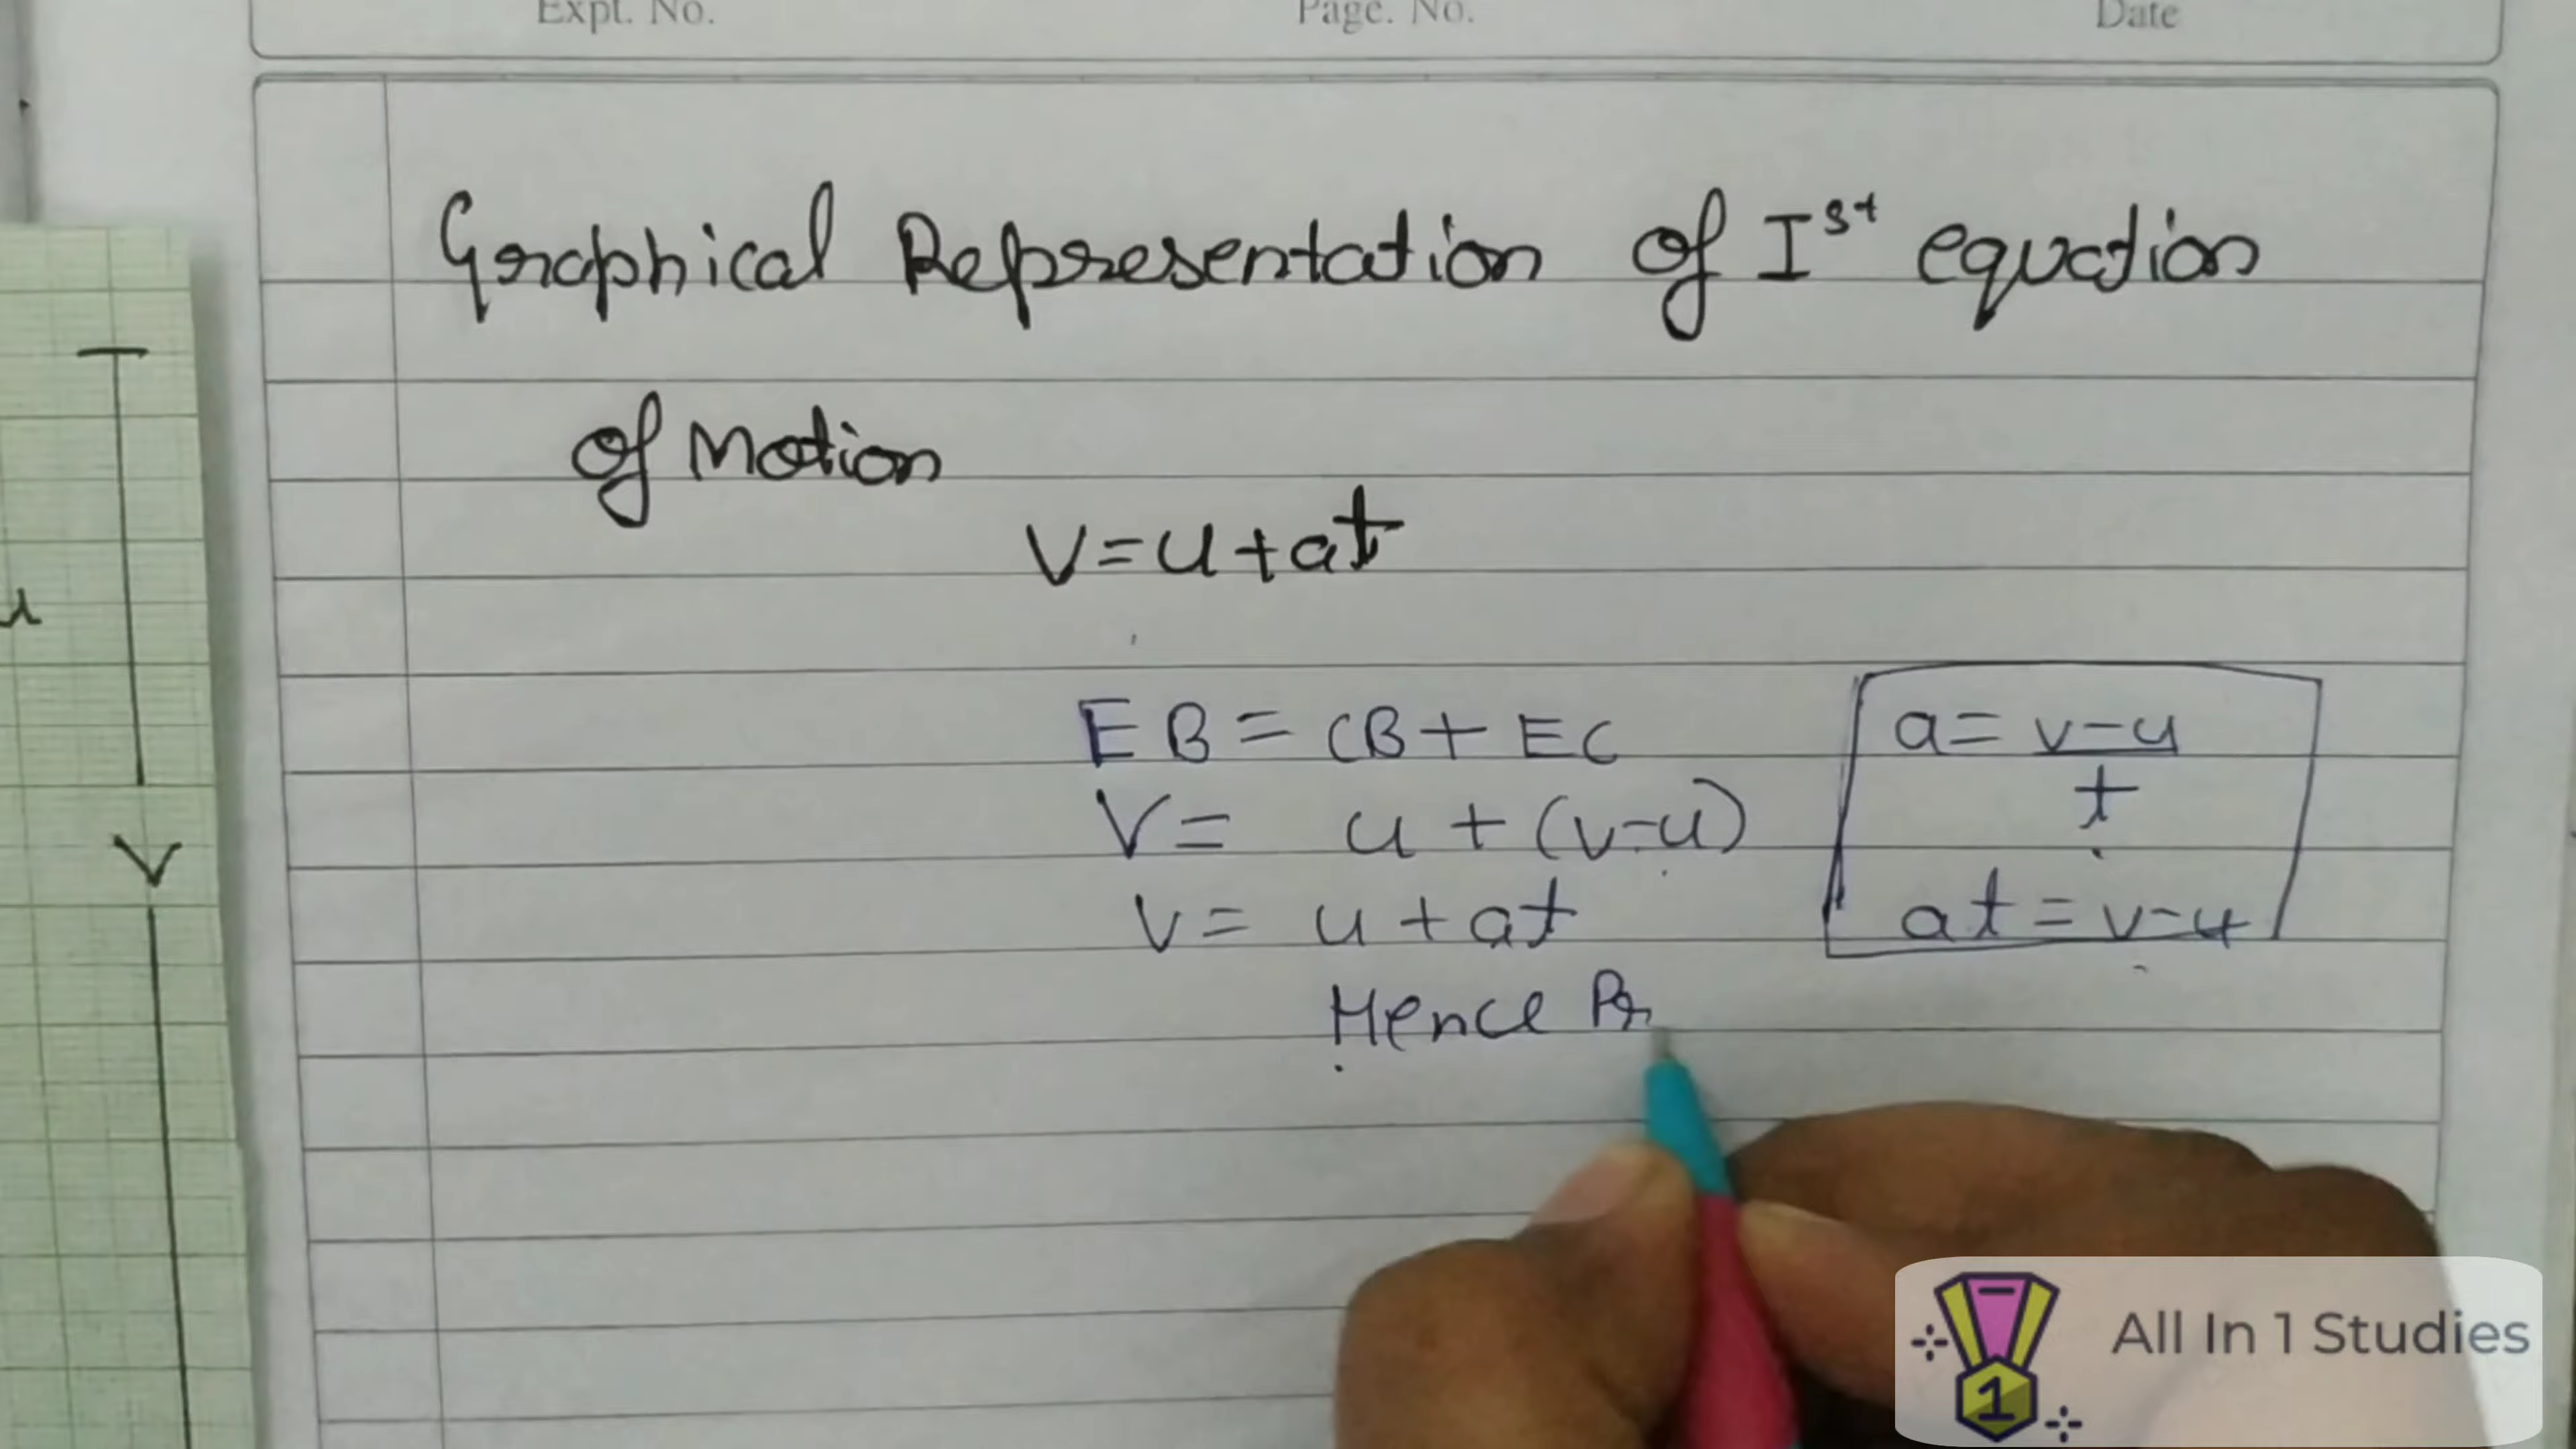 Expt. No. Page. No. Date
Graphical Representation of Ist equation
of Motion
V=u+at
EB = CB + EC
V = u + (v-u)
v = u + at
Hence Pr
a = v-u
t
at = v-u
u
V
All In 1 Studies
1